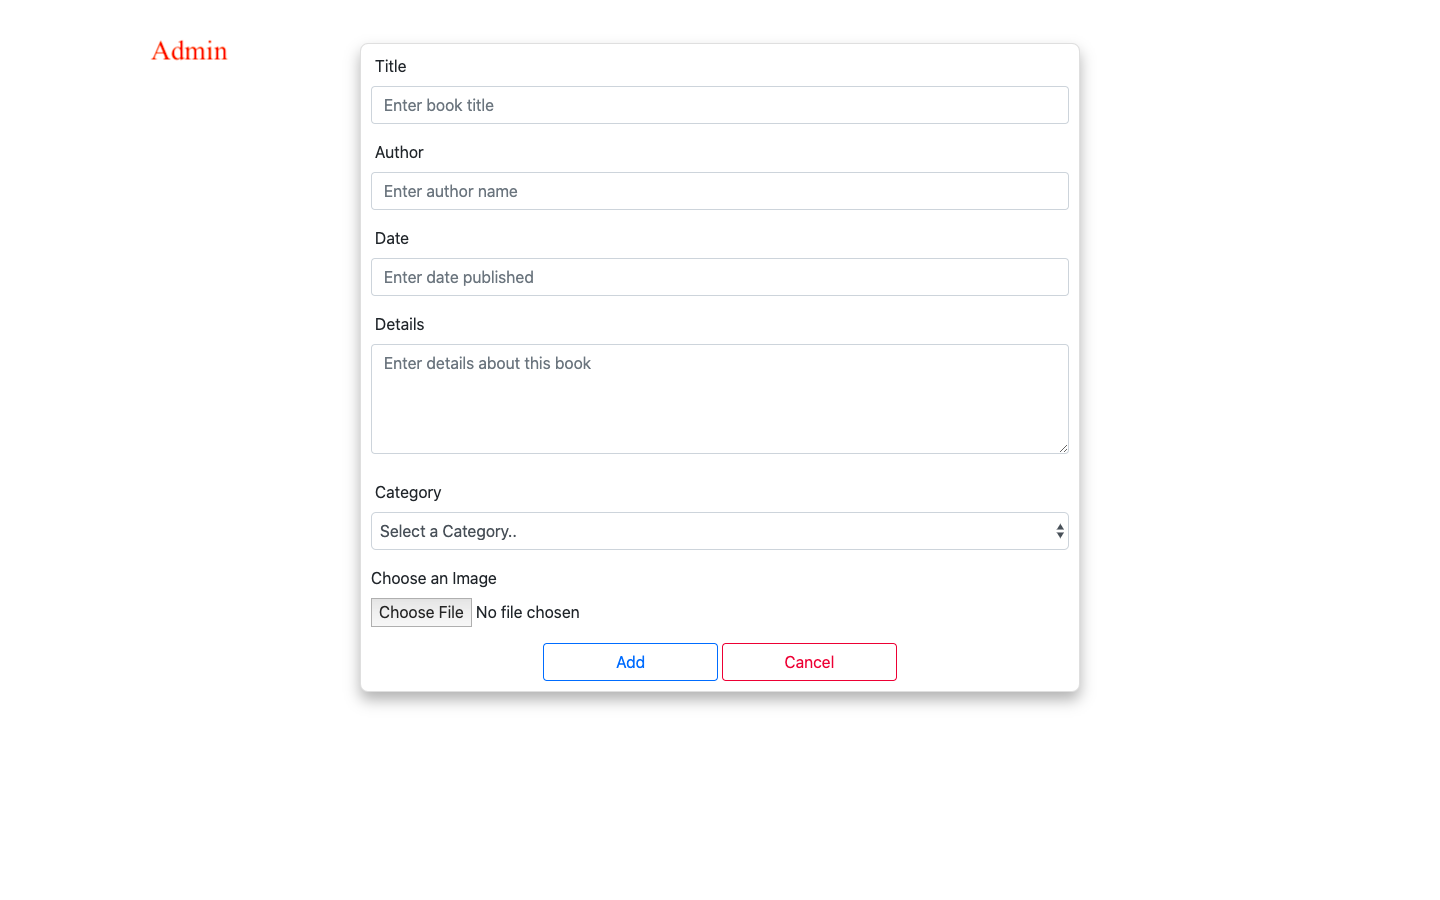 Admin
Title
Enter book title
Author
Enter author name
Date
Enter date published
Details
Enter details about this book
Category
Select a Category..
Choose an Image
Choose File No file chosen
Add Cancel